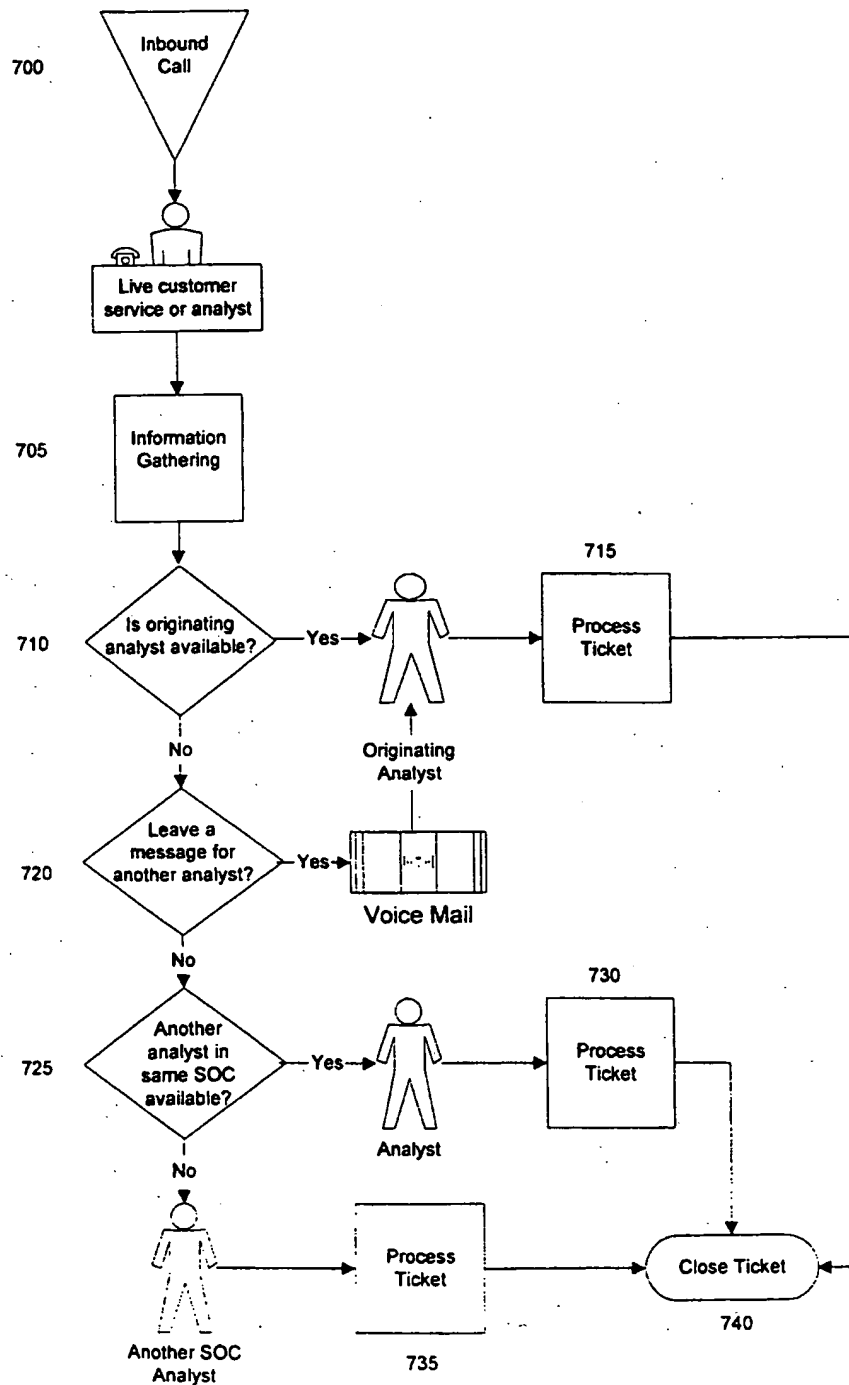 Inbound
Call
700
Live customer
service or analyst
Information
Gathering
705
715
Is originating
analyst available?
Yes
Process
Ticket
710
No
Originating
Analyst
Leave a
message for
another analyst?
Yes
720
Voice Mail
No
730
Another
analyst in
same SOC
available?
Yes
Process
Ticket
725
Analyst
No
Process
Ticket
Close Ticket
740
Another SOC
Analyst
735